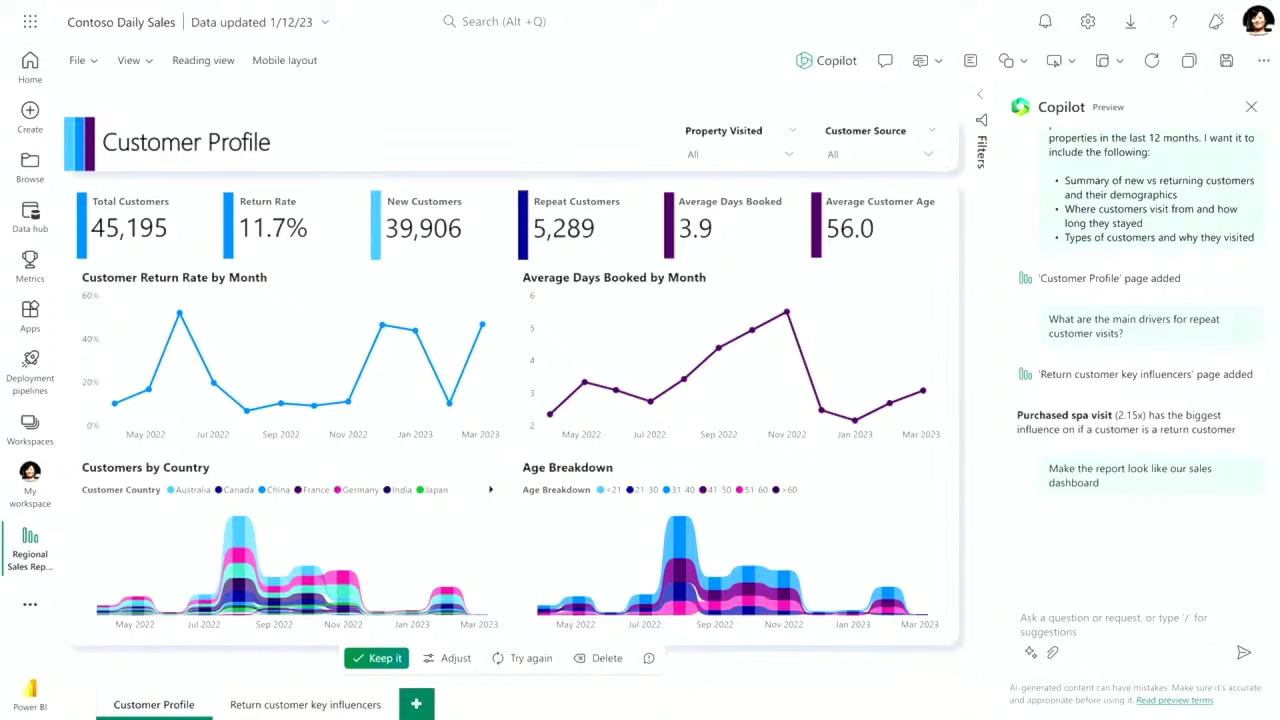 Contoso Daily Sales | Data updated 1/12/23
Search (Alt +Q)
File View Reading view Mobile layout
Copilot
Home
Create
Browse
Data hub
Metrics
Apps
Deployment
pipelines
Workspaces
My
workspace
Regional
Sales Rep...
Power BI
Customer Profile
Property Visited
All
Customer Source
All
Filters
Total Customers
45,195
Return Rate
11.7%
New Customers
39,906
Repeat Customers
5,289
Average Days Booked
3.9
Average Customer Age
56.0
Customer Return Rate by Month
60%
40%
20%
0%
May 2022 Jul 2022 Sep 2022 Nov 2022 Jan 2023 Mar 2023
Average Days Booked by Month
6
5
4
3
2
May 2022 Jul 2022 Sep 2022 Nov 2022 Jan 2023 Mar 2023
Customers by Country
Customer Country Australia Canada China France Germany India Japan
May 2022 Jul 2022 Sep 2022 Nov 2022 Jan 2023 Mar 2023
Age Breakdown
Age Breakdown <21 21-30 31-40 41-50 51-60 >60
May 2022 Jul 2022 Sep 2022 Nov 2022 Jan 2023 Mar 2023
Keep it Adjust Try again Delete
Customer Profile Return customer key influencers +
Copilot Preview
properties in the last 12 months. I want it to
include the following:
• Summary of new vs returning customers
and their demographics
• Where customers visit from and how
long they stayed
• Types of customers and why they visited
'Customer Profile' page added
What are the main drivers for repeat
customer visits?
'Return customer key influencers' page added
Purchased spa visit (2.15x) has the biggest
influence on if a customer is a return customer
Make the report look like our sales
dashboard
Ask a question or request, or type '/' for
suggestions
AI-generated content can have mistakes. Make sure it's accurate
and appropriate before using it. Read preview terms